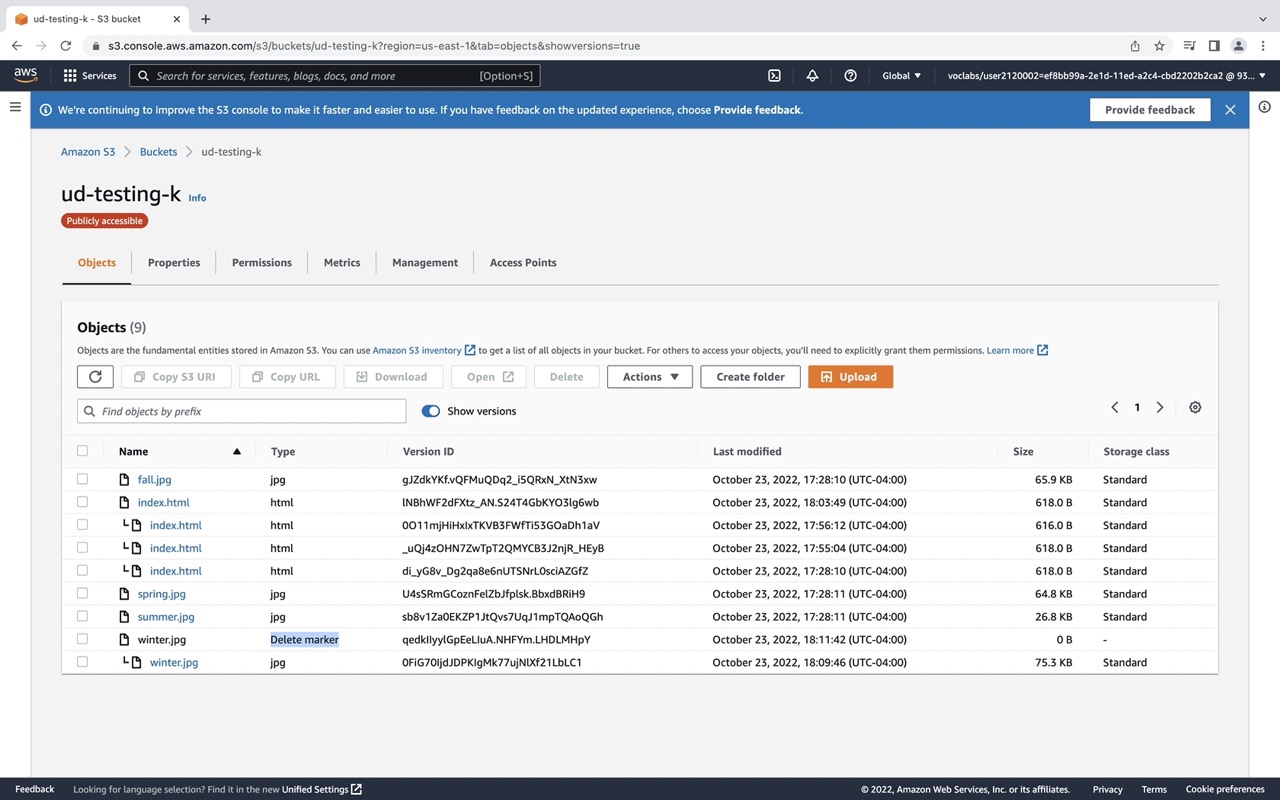 ud-testing-k - S3 bucket
s3.console.aws.amazon.com/s3/buckets/ud-testing-k?region=us-east-1&tab=objects&showversions=true
aws Services Search for services, features, blogs, docs, and more [Option+S] Global voclabs/user2120002=ef8bb99a-2e1d-11ed-a2c4-cbd2202b2ca2 @ 93...
We're continuing to improve the S3 console to make it faster and easier to use. If you have feedback on the updated experience, choose Provide feedback. Provide feedback
Amazon S3 Buckets ud-testing-k
ud-testing-k Info
Publicly accessible
Objects Properties Permissions Metrics Management Access Points
Objects (9)
Objects are the fundamental entities stored in Amazon S3. You can use Amazon S3 inventory to get a list of all objects in your bucket. For others to access your objects, you'll need to explicitly grant them permissions. Learn more
Copy S3 URI Copy URL Download Open Delete Actions Create folder Upload
Find objects by prefix Show versions 1
Name Type Version ID Last modified Size Storage class
fall.jpg jpg gJZdkYKf.vQFMuQDq2_i5QRxN_XtN3xw October 23, 2022, 17:28:10 (UTC-04:00) 65.9 KB Standard
index.html html lNBhWF2dFXtz_AN.S24T4GbKYO3lg6wb October 23, 2022, 18:03:49 (UTC-04:00) 618.0 B Standard
index.html html 0O11mjHiHxIxTKVB3FWfTi53GOaDh1aV October 23, 2022, 17:56:12 (UTC-04:00) 616.0 B Standard
index.html html _uQj4zOHN7ZwTpT2QMYCB3J2njR_HEyB October 23, 2022, 17:55:04 (UTC-04:00) 618.0 B Standard
index.html html di_yG8v_Dg2qa8e6nUTSNrL0sciAZGfZ October 23, 2022, 17:28:10 (UTC-04:00) 618.0 B Standard
spring.jpg jpg U4sSRmGCoznFelZbJfplsk.BbxdBRiH9 October 23, 2022, 17:28:11 (UTC-04:00) 64.8 KB Standard
summer.jpg jpg sb8v1Za0EKZP1JtQvs7UqJ1mpTQAoQGh October 23, 2022, 17:28:11 (UTC-04:00) 26.8 KB Standard
winter.jpg Delete marker qedkIIyylGpEeLIuA.NHFYm.LHDLMHpY October 23, 2022, 18:11:42 (UTC-04:00) 0 B -
winter.jpg jpg 0FiG70IjdJDPKIgMk77ujNlXf21LbLC1 October 23, 2022, 18:09:46 (UTC-04:00) 75.3 KB Standard
Feedback Looking for language selection? Find it in the new Unified Settings © 2022, Amazon Web Services, Inc. or its affiliates. Privacy Terms Cookie preferences